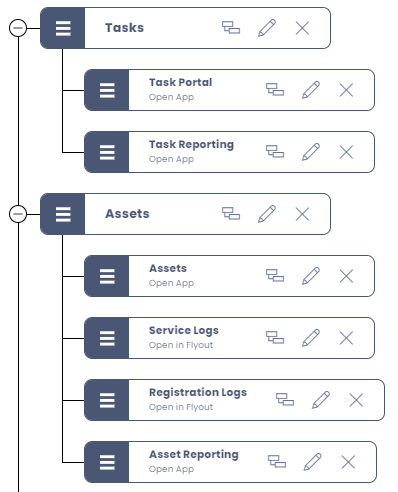 Tasks
Task Portal
Open App
Task Reporting
Open App
Assets
Assets
Open App
Service Logs
Open in Flyout
Registration Logs
Open in Flyout
Asset Reporting
Open App